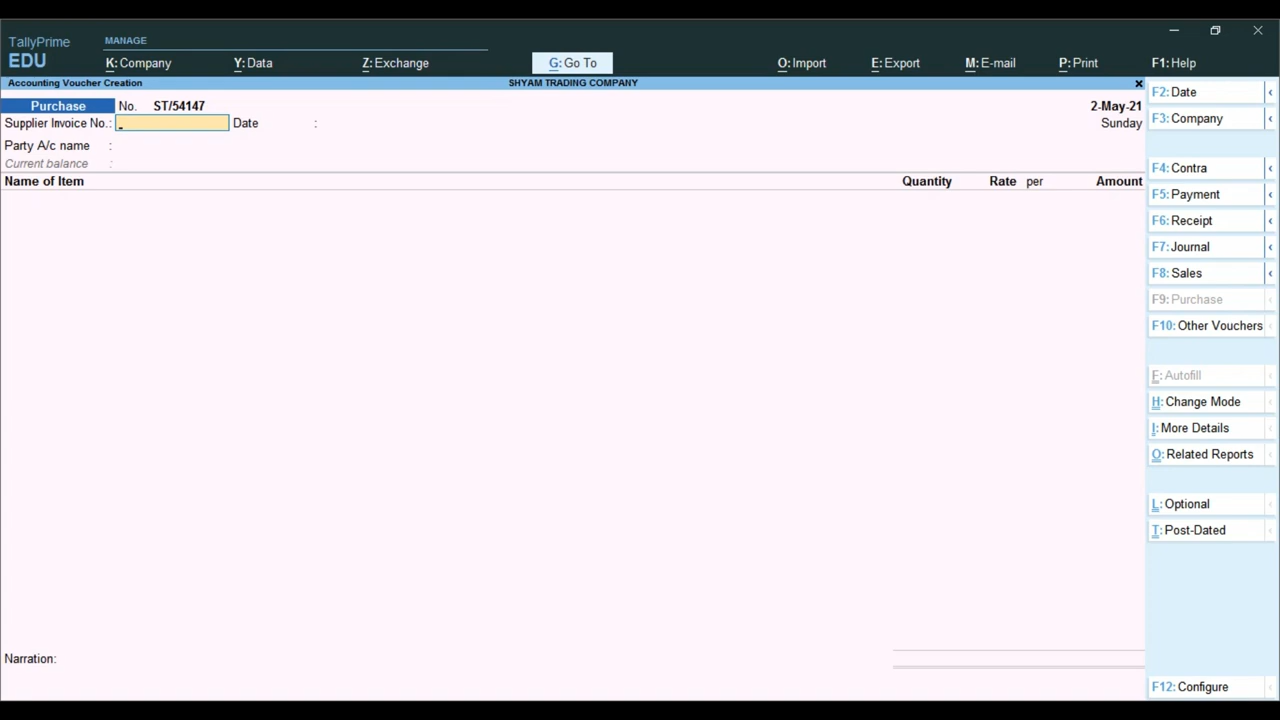 TallyPrime
EDU
MANAGE
K: Company
Y: Data
Z: Exchange
G: Go To
O: Import
E: Export
M: E-mail
P: Print
F1: Help
Accounting Voucher Creation
SHYAM TRADING COMPANY
Purchase No. ST/54147
2-May-21
Supplier Invoice No.: Date :
Sunday
Party A/c name :
Current balance :
Name of Item Quantity Rate per Amount
Narration:
F2: Date
F3: Company
F4: Contra
F5: Payment
F6: Receipt
F7: Journal
F8: Sales
F9: Purchase
F10: Other Vouchers
F: Autofill
H: Change Mode
I: More Details
O: Related Reports
L: Optional
T: Post-Dated
F12: Configure